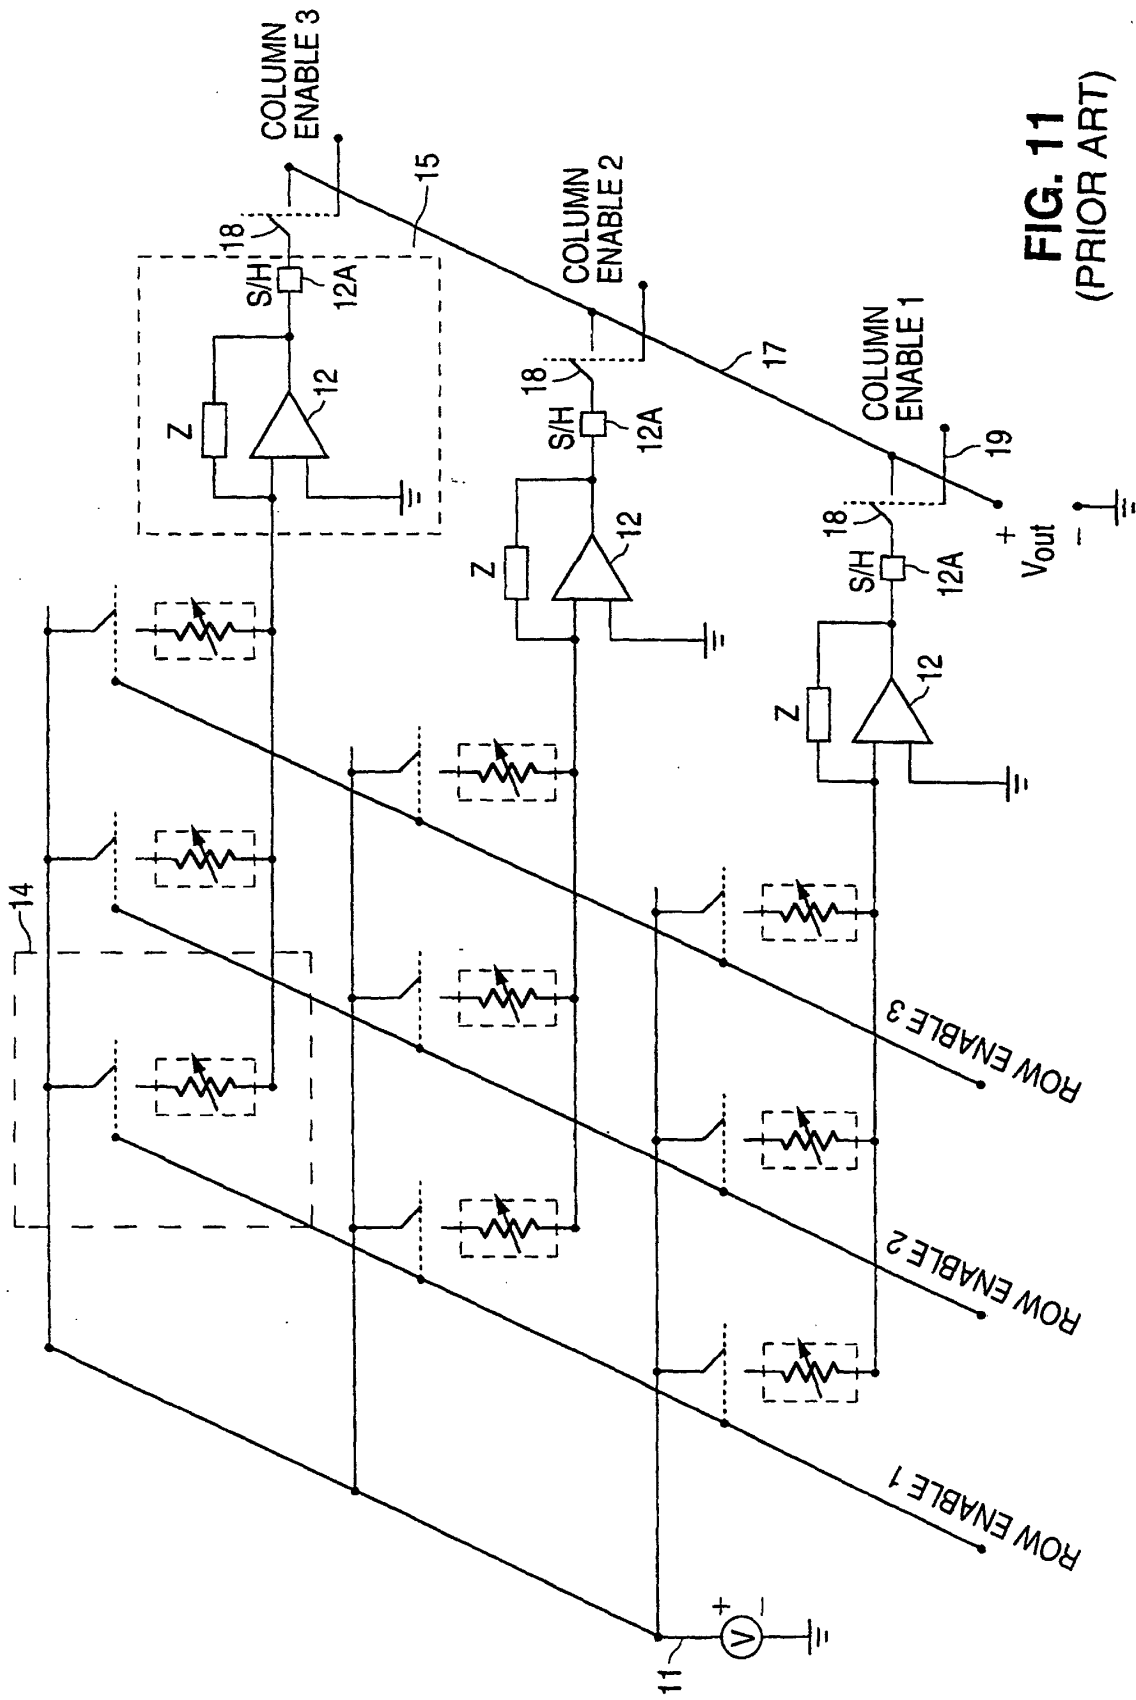 COLUMN
ENABLE 3
18
S/H
12A
15
Z
12
COLUMN
ENABLE 2
18
S/H
12A
17
Z
12
COLUMN
ENABLE 1
18
S/H
12A
19
Z
12
+
Vout
–
14
ROW ENABLE 3
ROW ENABLE 2
ROW ENABLE 1
11
V
+
–
FIG. 11
(PRIOR ART)